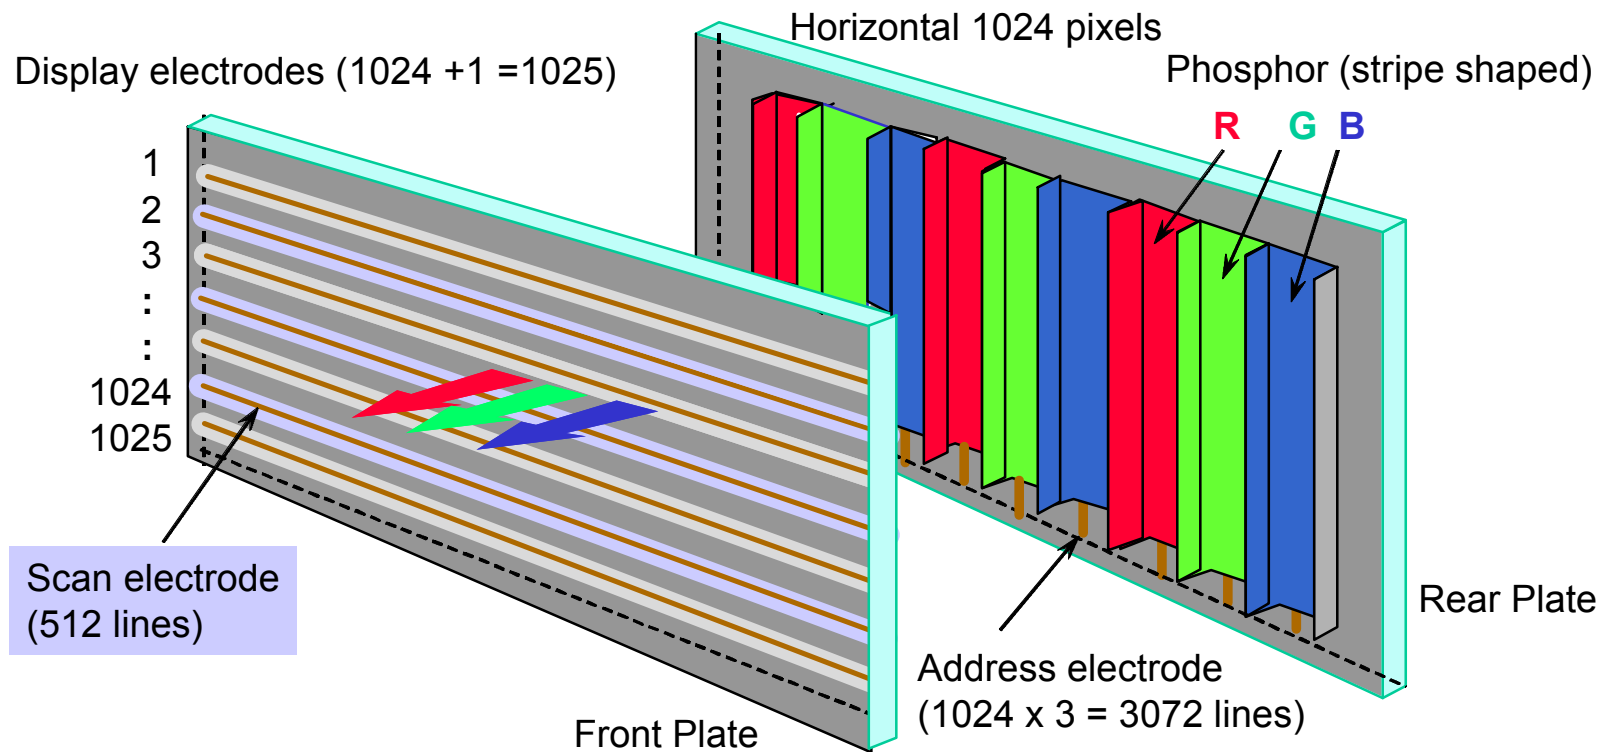 Horizontal 1024 pixels
Display electrodes (1024 +1 =1025)
Phosphor (stripe shaped)
R G B
1
2
3
:
:
1024
1025
Scan electrode
(512 lines)
Rear Plate
Address electrode
(1024 x 3 = 3072 lines)
Front Plate